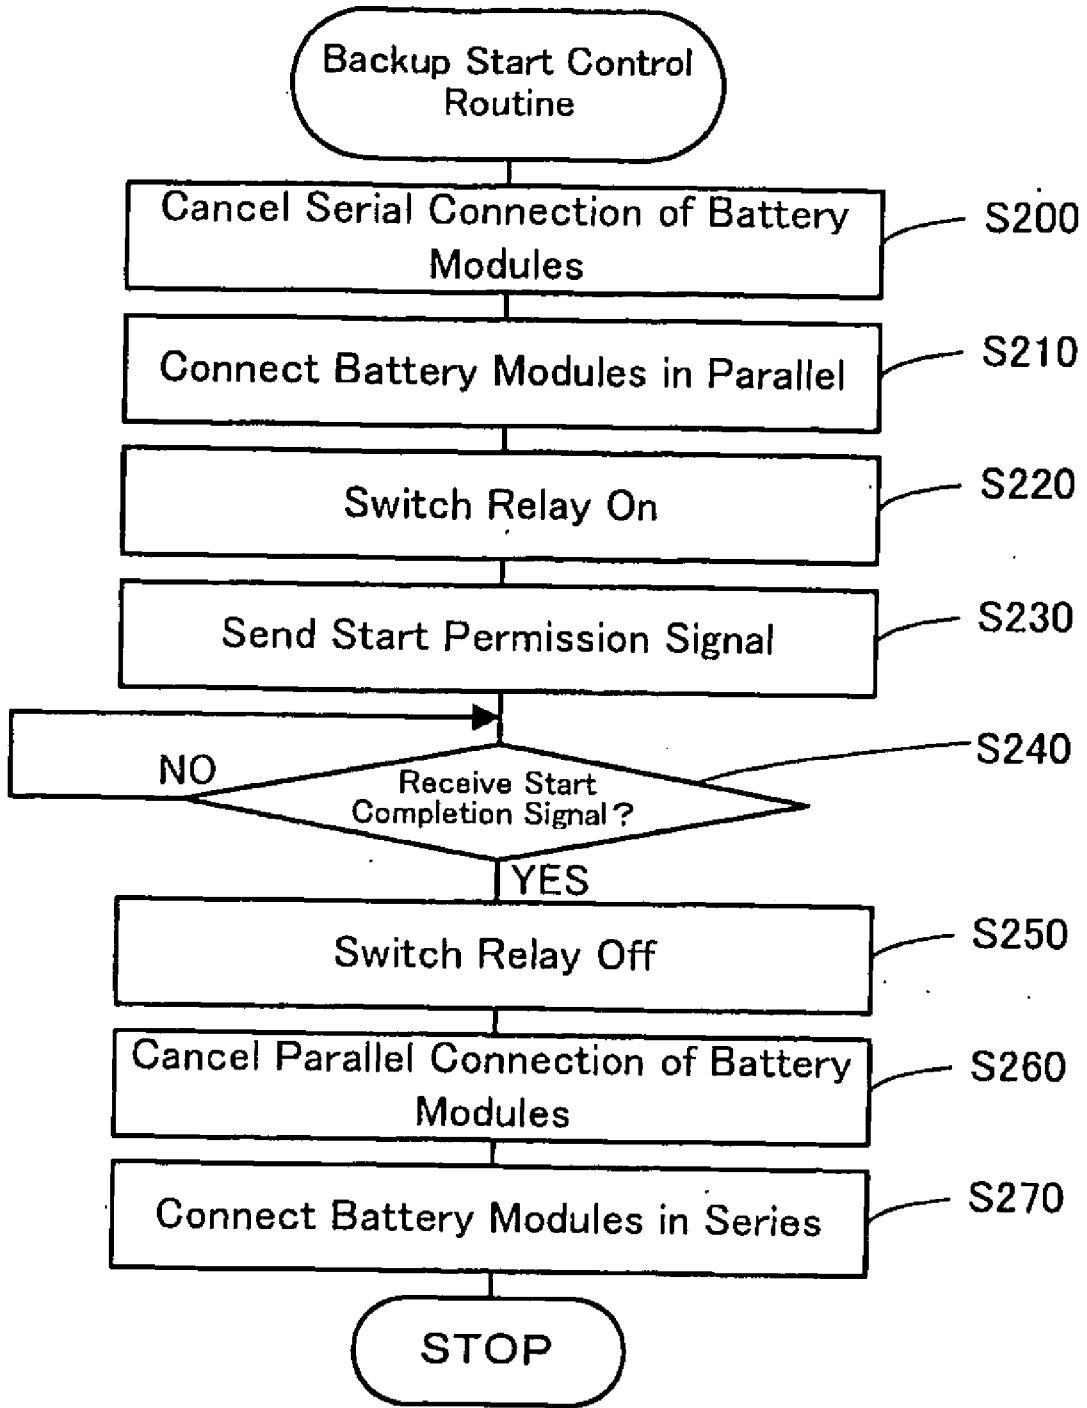 Backup Start Control
Routine
Cancel Serial Connection of Battery
Modules
S200
Connect Battery Modules in Parallel
S210
Switch Relay On
S220
Send Start Permission Signal
S230
NO
Receive Start
Completion Signal?
S240
YES
Switch Relay Off
S250
Cancel Parallel Connection of Battery
Modules
S260
Connect Battery Modules in Series
S270
STOP